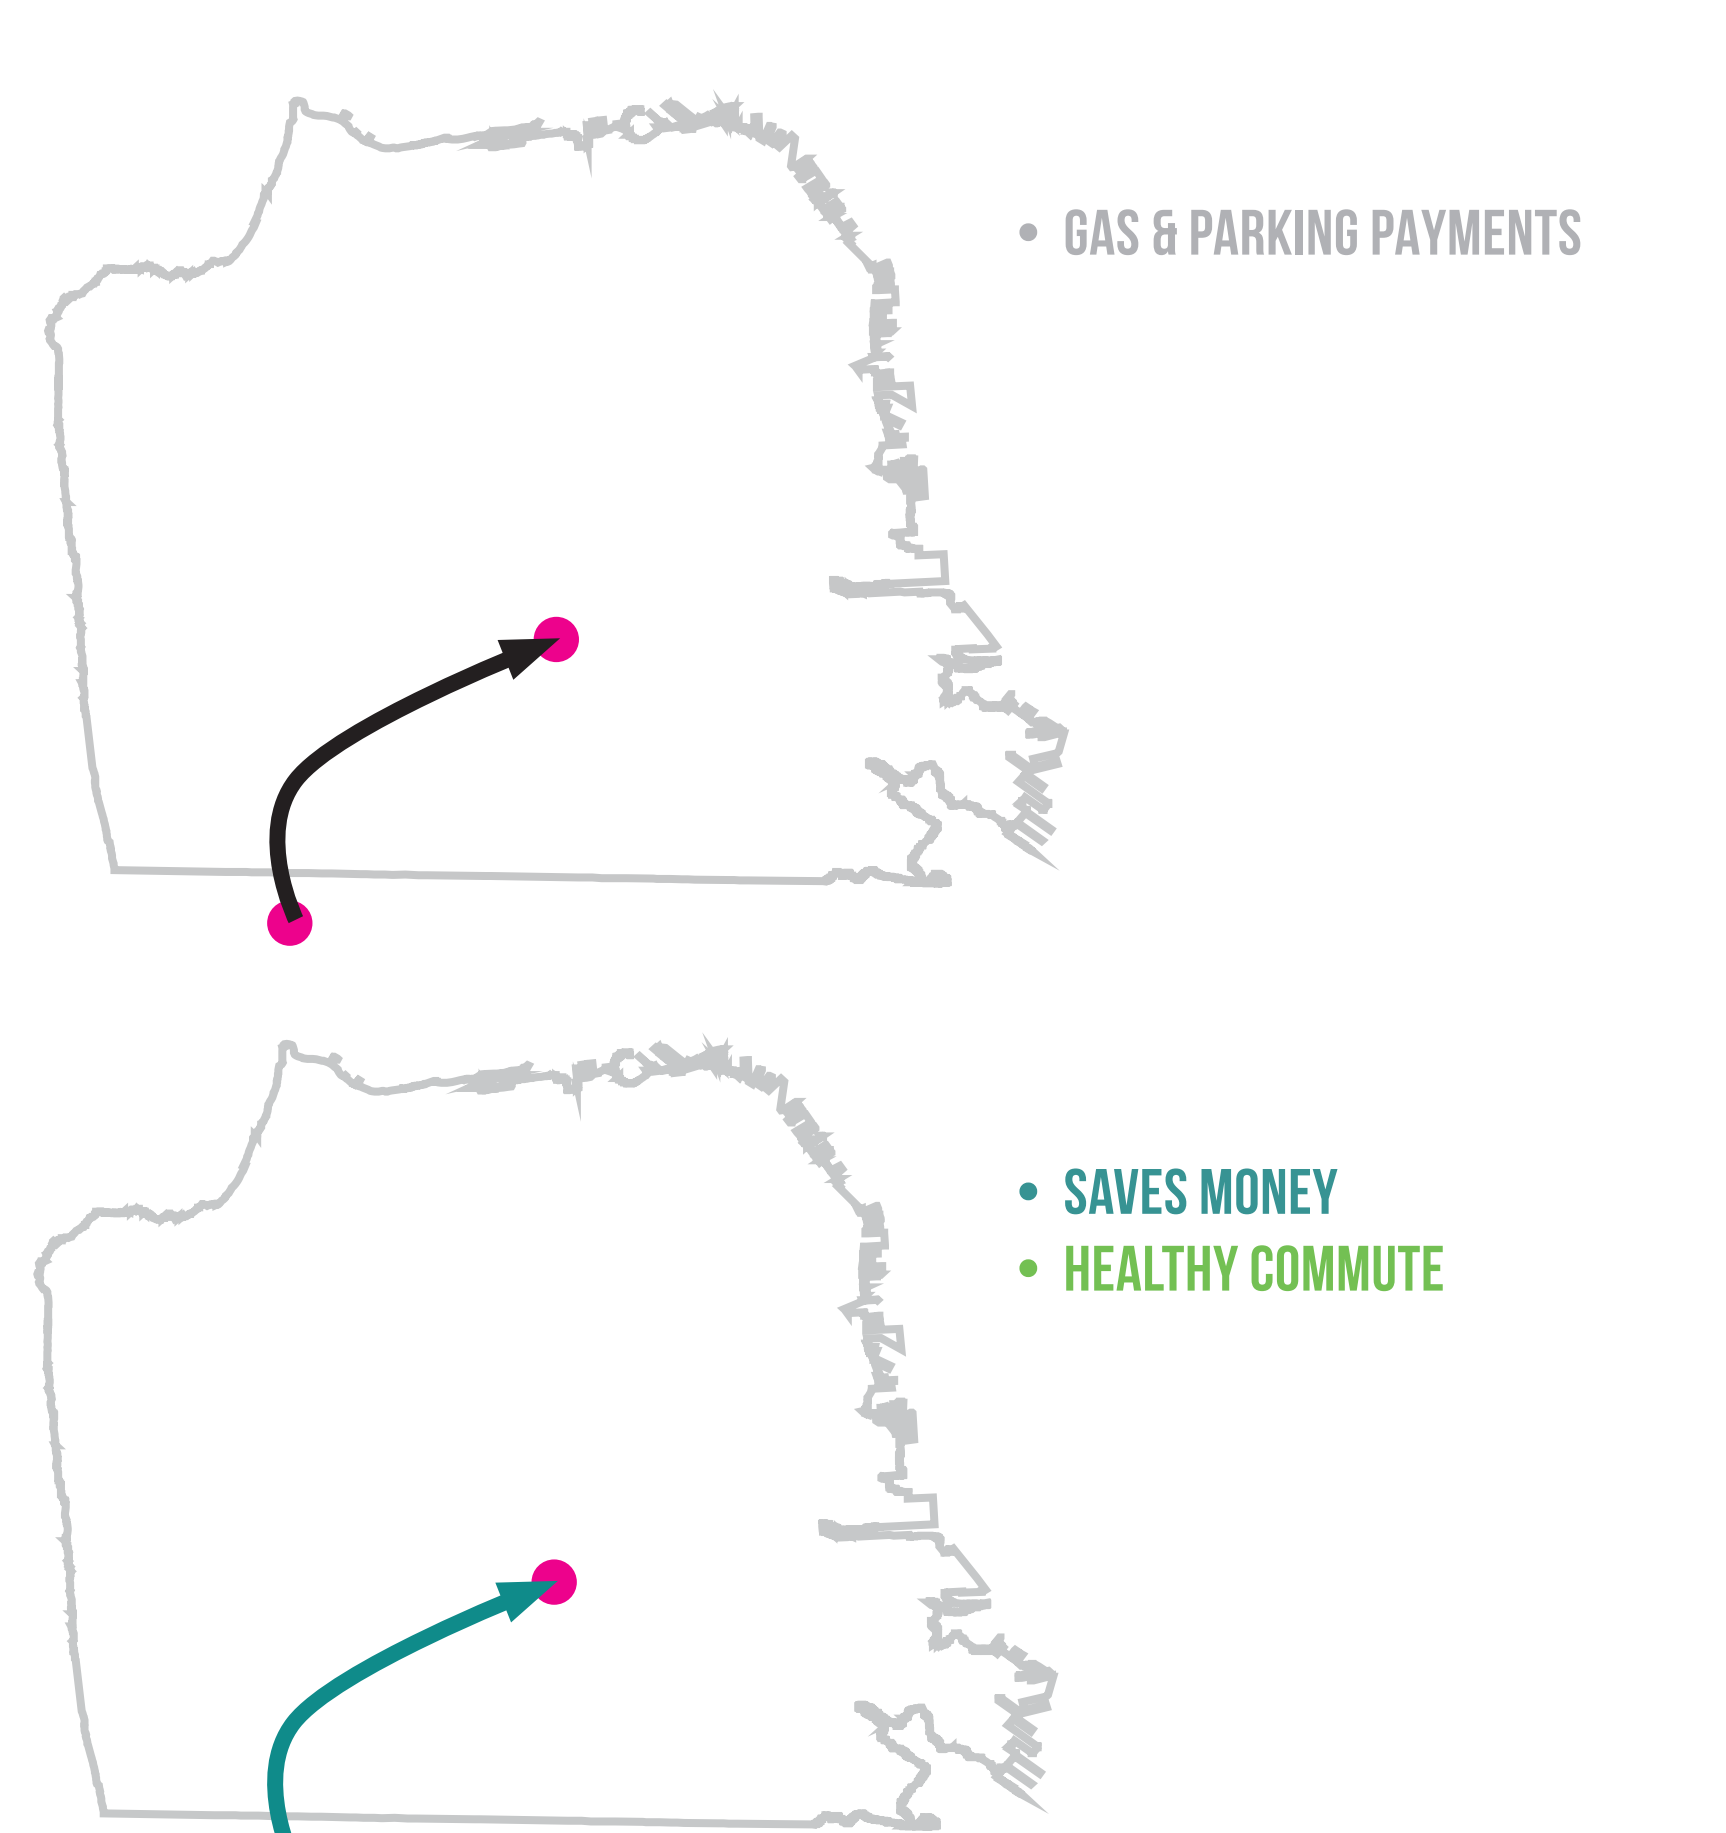 • GAS & PARKING PAYMENTS
• SAVES MONEY
• HEALTHY COMMUTE